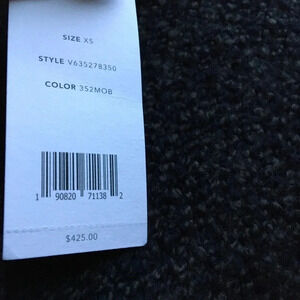 SIZE XS
STYLE V635278350
COLOR 352MOB
1 90820 71138 2
$425.00